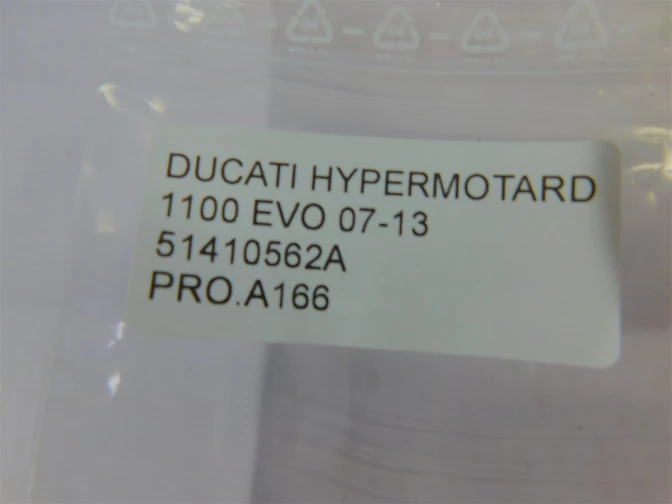 DUCATI HYPERMOTARD
1100 EVO 07-13
51410562A
PRO.A166